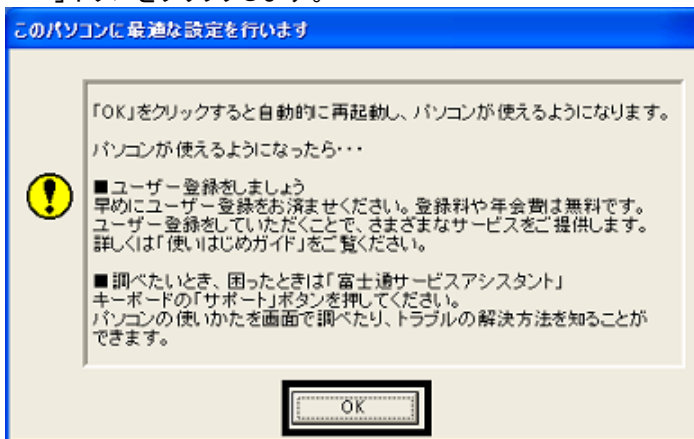 」ボタンをクリックします。
このパソコンに最適な設定を行います
「OK」をクリックすると自動的に再起動し、パソコンが使えるようになります。
パソコンが使えるようになったら・・・
■ユーザー登録をしましょう
早めにユーザー登録をお済ませください。登録料や年会費は無料です。
ユーザー登録をしていただくことで、さまざまなサービスをご提供します。
詳しくは「使いはじめガイド」をご覧ください。
■調べたいとき、困ったときは「富士通サービスアシスタント」
キーボードの「サポート」ボタンを押してください。
パソコンの使いかたを画面で調べたり、トラブルの解決方法を知ることが
できます。
OK